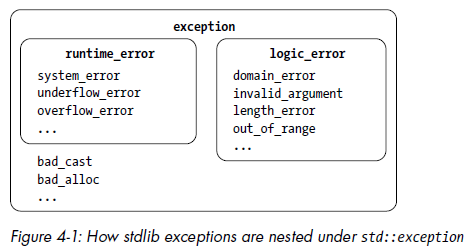 exception
runtime_error
system_error
underflow_error
overflow_error
...
logic_error
domain_error
invalid_argument
length_error
out_of_range
...
bad_cast
bad_alloc
...
Figure 4-1: How stdlib exceptions are nested under std::exception